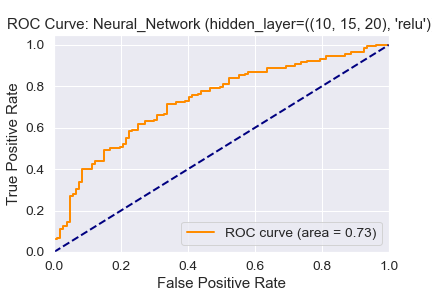 ROC Curve: Neural_Network (hidden_layer=((10, 15, 20), 'relu')
1.0
0.8
0.6
0.4
0.2
0.0
True Positive Rate
ROC curve (area = 0.73)
0.0 0.2 0.4 0.6 0.8 1.0
False Positive Rate